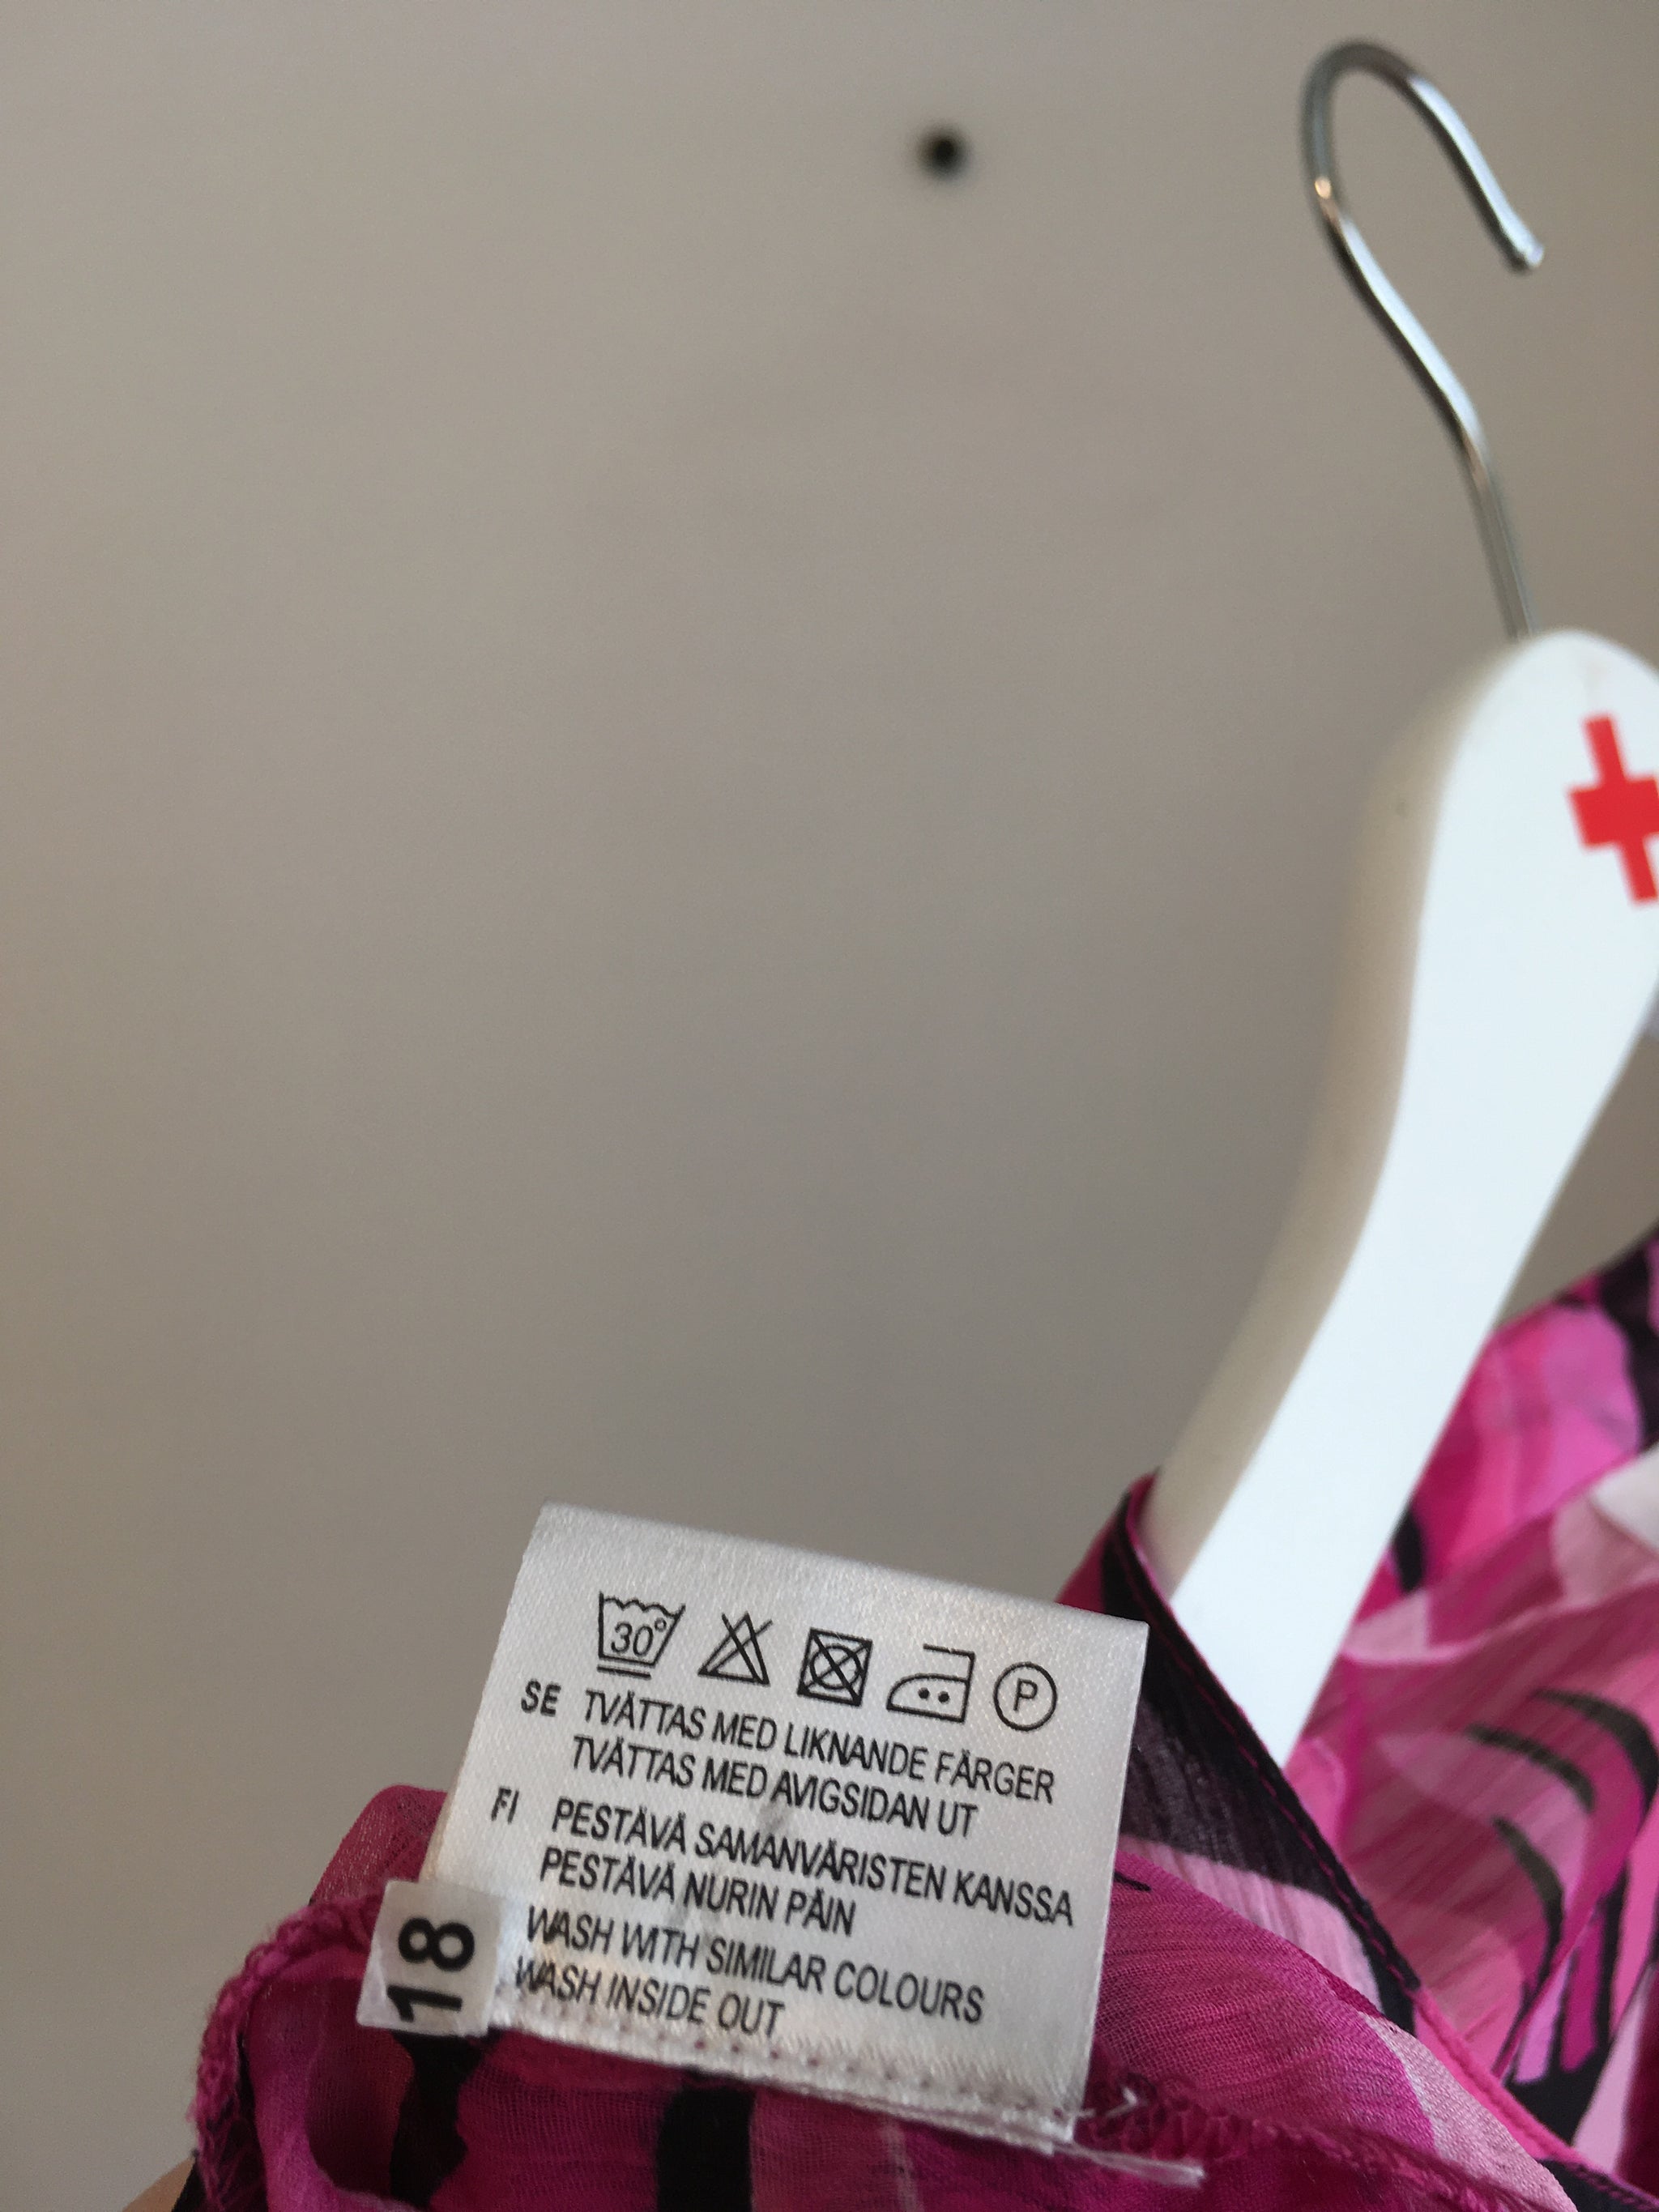 30°
P
SE TVÄTTAS MED LIKNANDE FÄRGER
TVÄTTAS MED AVIGSIDAN UT
FI PESTÄVÄ SAMANVÄRISTEN KANSSA
PESTÄVÄ NURIN PÄIN
WASH WITH SIMILAR COLOURS
WASH INSIDE OUT
18